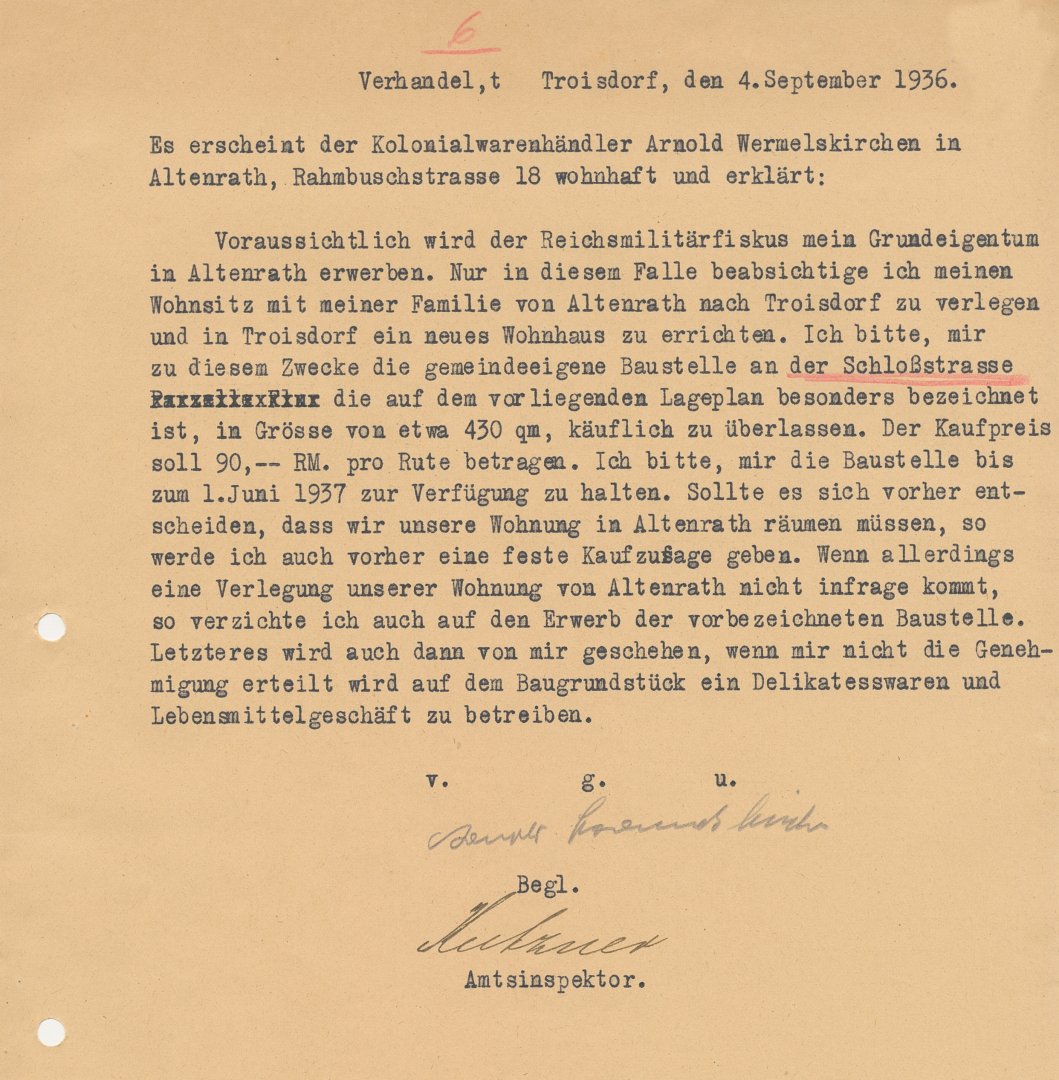 6
Verhandel,t Troisdorf, den 4.September 1936.
Es erscheint der Kolonialwarenhändler Arnold Wermelskirchen in
Altenrath, Rahmbuschstrasse 18 wohnhaft und erklärt:
Voraussichtlich wird der Reichsmilitärfiskus mein Grundeigentum
in Altenrath erwerben. Nur in diesem Falle beabsichtige ich meinen
Wohnsitz mit meiner Familie von Altenrath nach Troisdorf zu verlegen
und in Troisdorf ein neues Wohnhaus zu errichten. Ich bitte, mir
zu diesem Zwecke die gemeindeeigene Baustelle an der Schloßstrasse
die auf dem vorliegenden Lageplan besonders bezeichnet
ist, in Grösse von etwa 430 qm, käuflich zu überlassen. Der Kaufpreis
soll 90,-- RM. pro Rute betragen. Ich bitte, mir die Baustelle bis
zum 1.Juni 1937 zur Verfügung zu halten. Sollte es sich vorher ent-
scheiden, dass wir unsere Wohnung in Altenrath räumen müssen, so
werde ich auch vorher eine feste Kaufzusage geben. Wenn allerdings
eine Verlegung unserer Wohnung von Altenrath nicht infrage kommt,
so verzichte ich auch auf den Erwerb der vorbezeichneten Baustelle.
Letzteres wird auch dann von mir geschehen, wenn mir nicht die Geneh-
migung erteilt wird auf dem Baugrundstück ein Delikatesswaren und
Lebensmittelgeschäft zu betreiben.
v. g. u.
Begl.
Kutzner
Amtsinspektor.